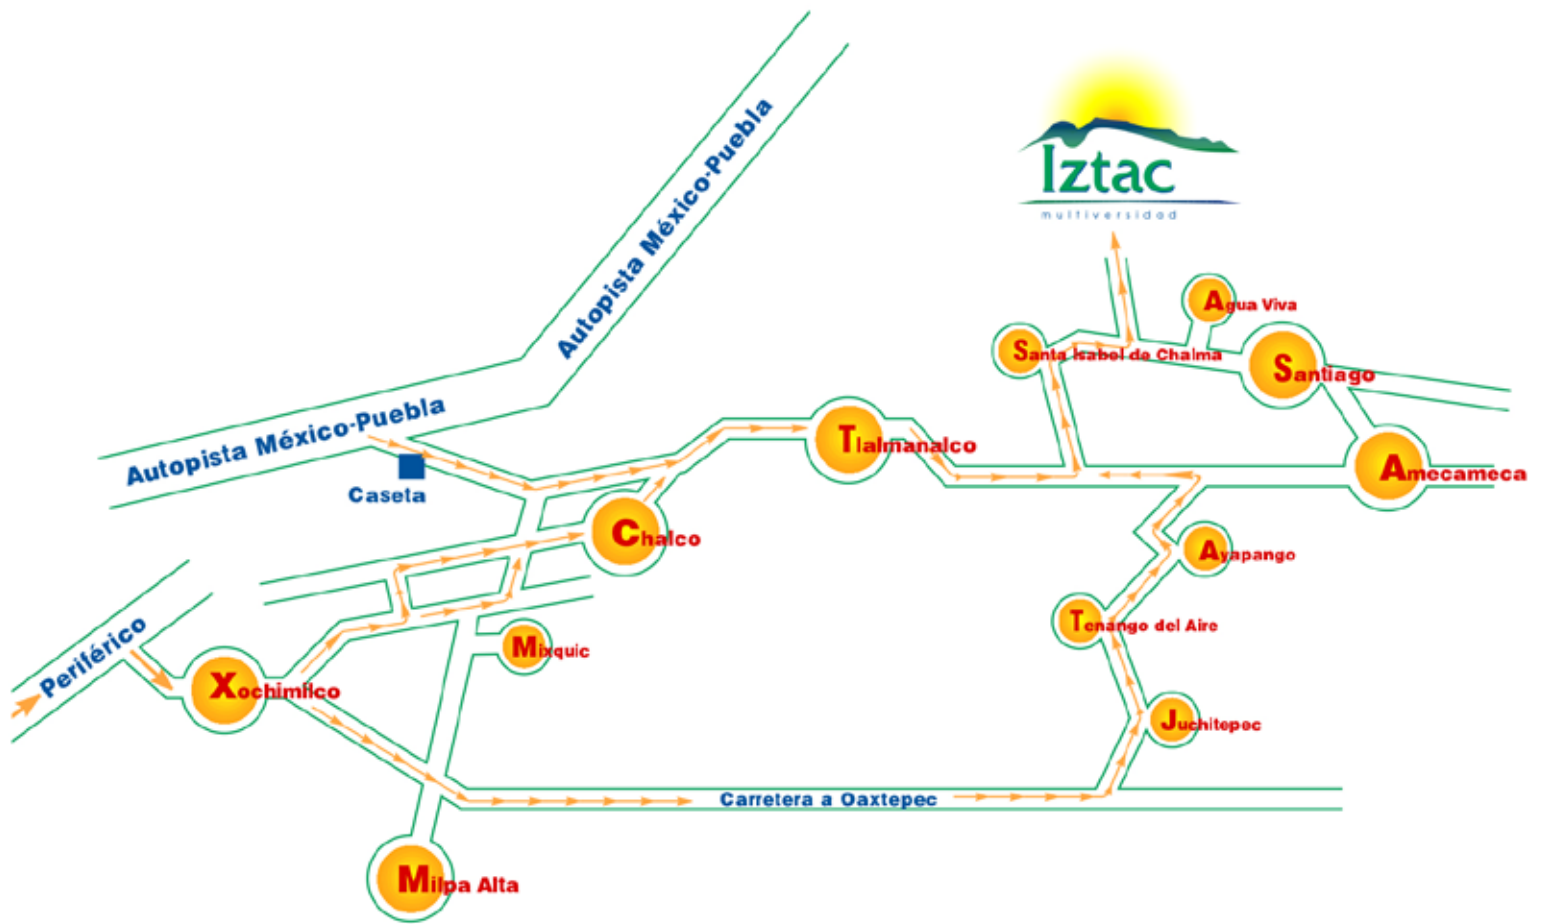 Autopista México-Puebla
Iztac
multiversidad
Agua Viva
Santa Isabel de Chalma
Santiago
Autopista México-Puebla
Tlalmanalco
Amecameca
Caseta
Chalco
Ayapango
Periférico
Tenango del Aire
Mixquic
Xochimilco
Juchitepec
Carretera a Oaxtepec
Milpa Alta